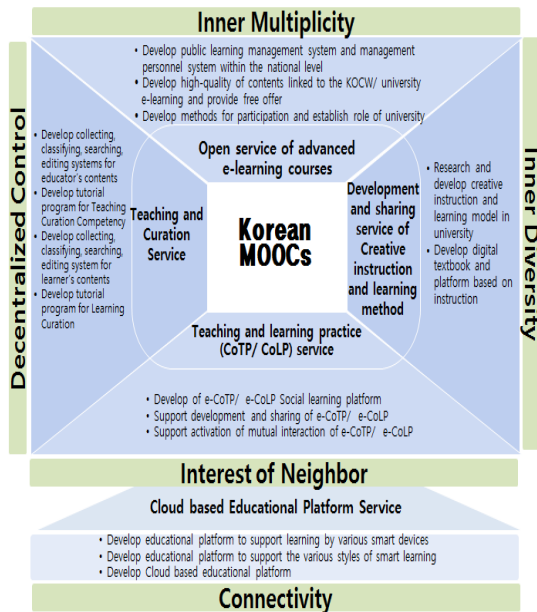 Inner Multiplicity
• Develop public learning management system and management
personnel system within the national level
• Develop high-quality of contents linked to the KOCW/ university
e-learning and provide free offer
• Develop methods for participation and establish role of university
Open service of advanced
e-learning courses
Decentralized Control
• Develop collecting,
classifying, searching,
editing systems for
educator's contents
• Develop tutorial
program for Teaching
Curation Competency
• Develop collecting,
classifying, searching,
editing system for
learner's contents
• Develop tutorial
program for Learning
Curation
Teaching and
Curation
Service
Korean
MOOCs
Development
and sharing
service of
Creative
instruction
and learning
method
• Research and
develop creative
instruction and
learning model in
university
• Develop digital
textbook and
platform based on
instruction
Inner Diversity
Teaching and learning practice
(CoTP/ CoLP) service
• Develop of e-CoTP/ e-CoLP Social learning platform
• Support development and sharing of e-CoTP/ e-CoLP
• Support activation of mutual interaction of e-CoTP/ e-CoLP
Interest of Neighbor
Cloud based Educational Platform Service
• Develop educational platform to support learning by various smart devices
• Develop educational platform to support the various styles of smart learning
• Develop Cloud based educational platform
Connectivity